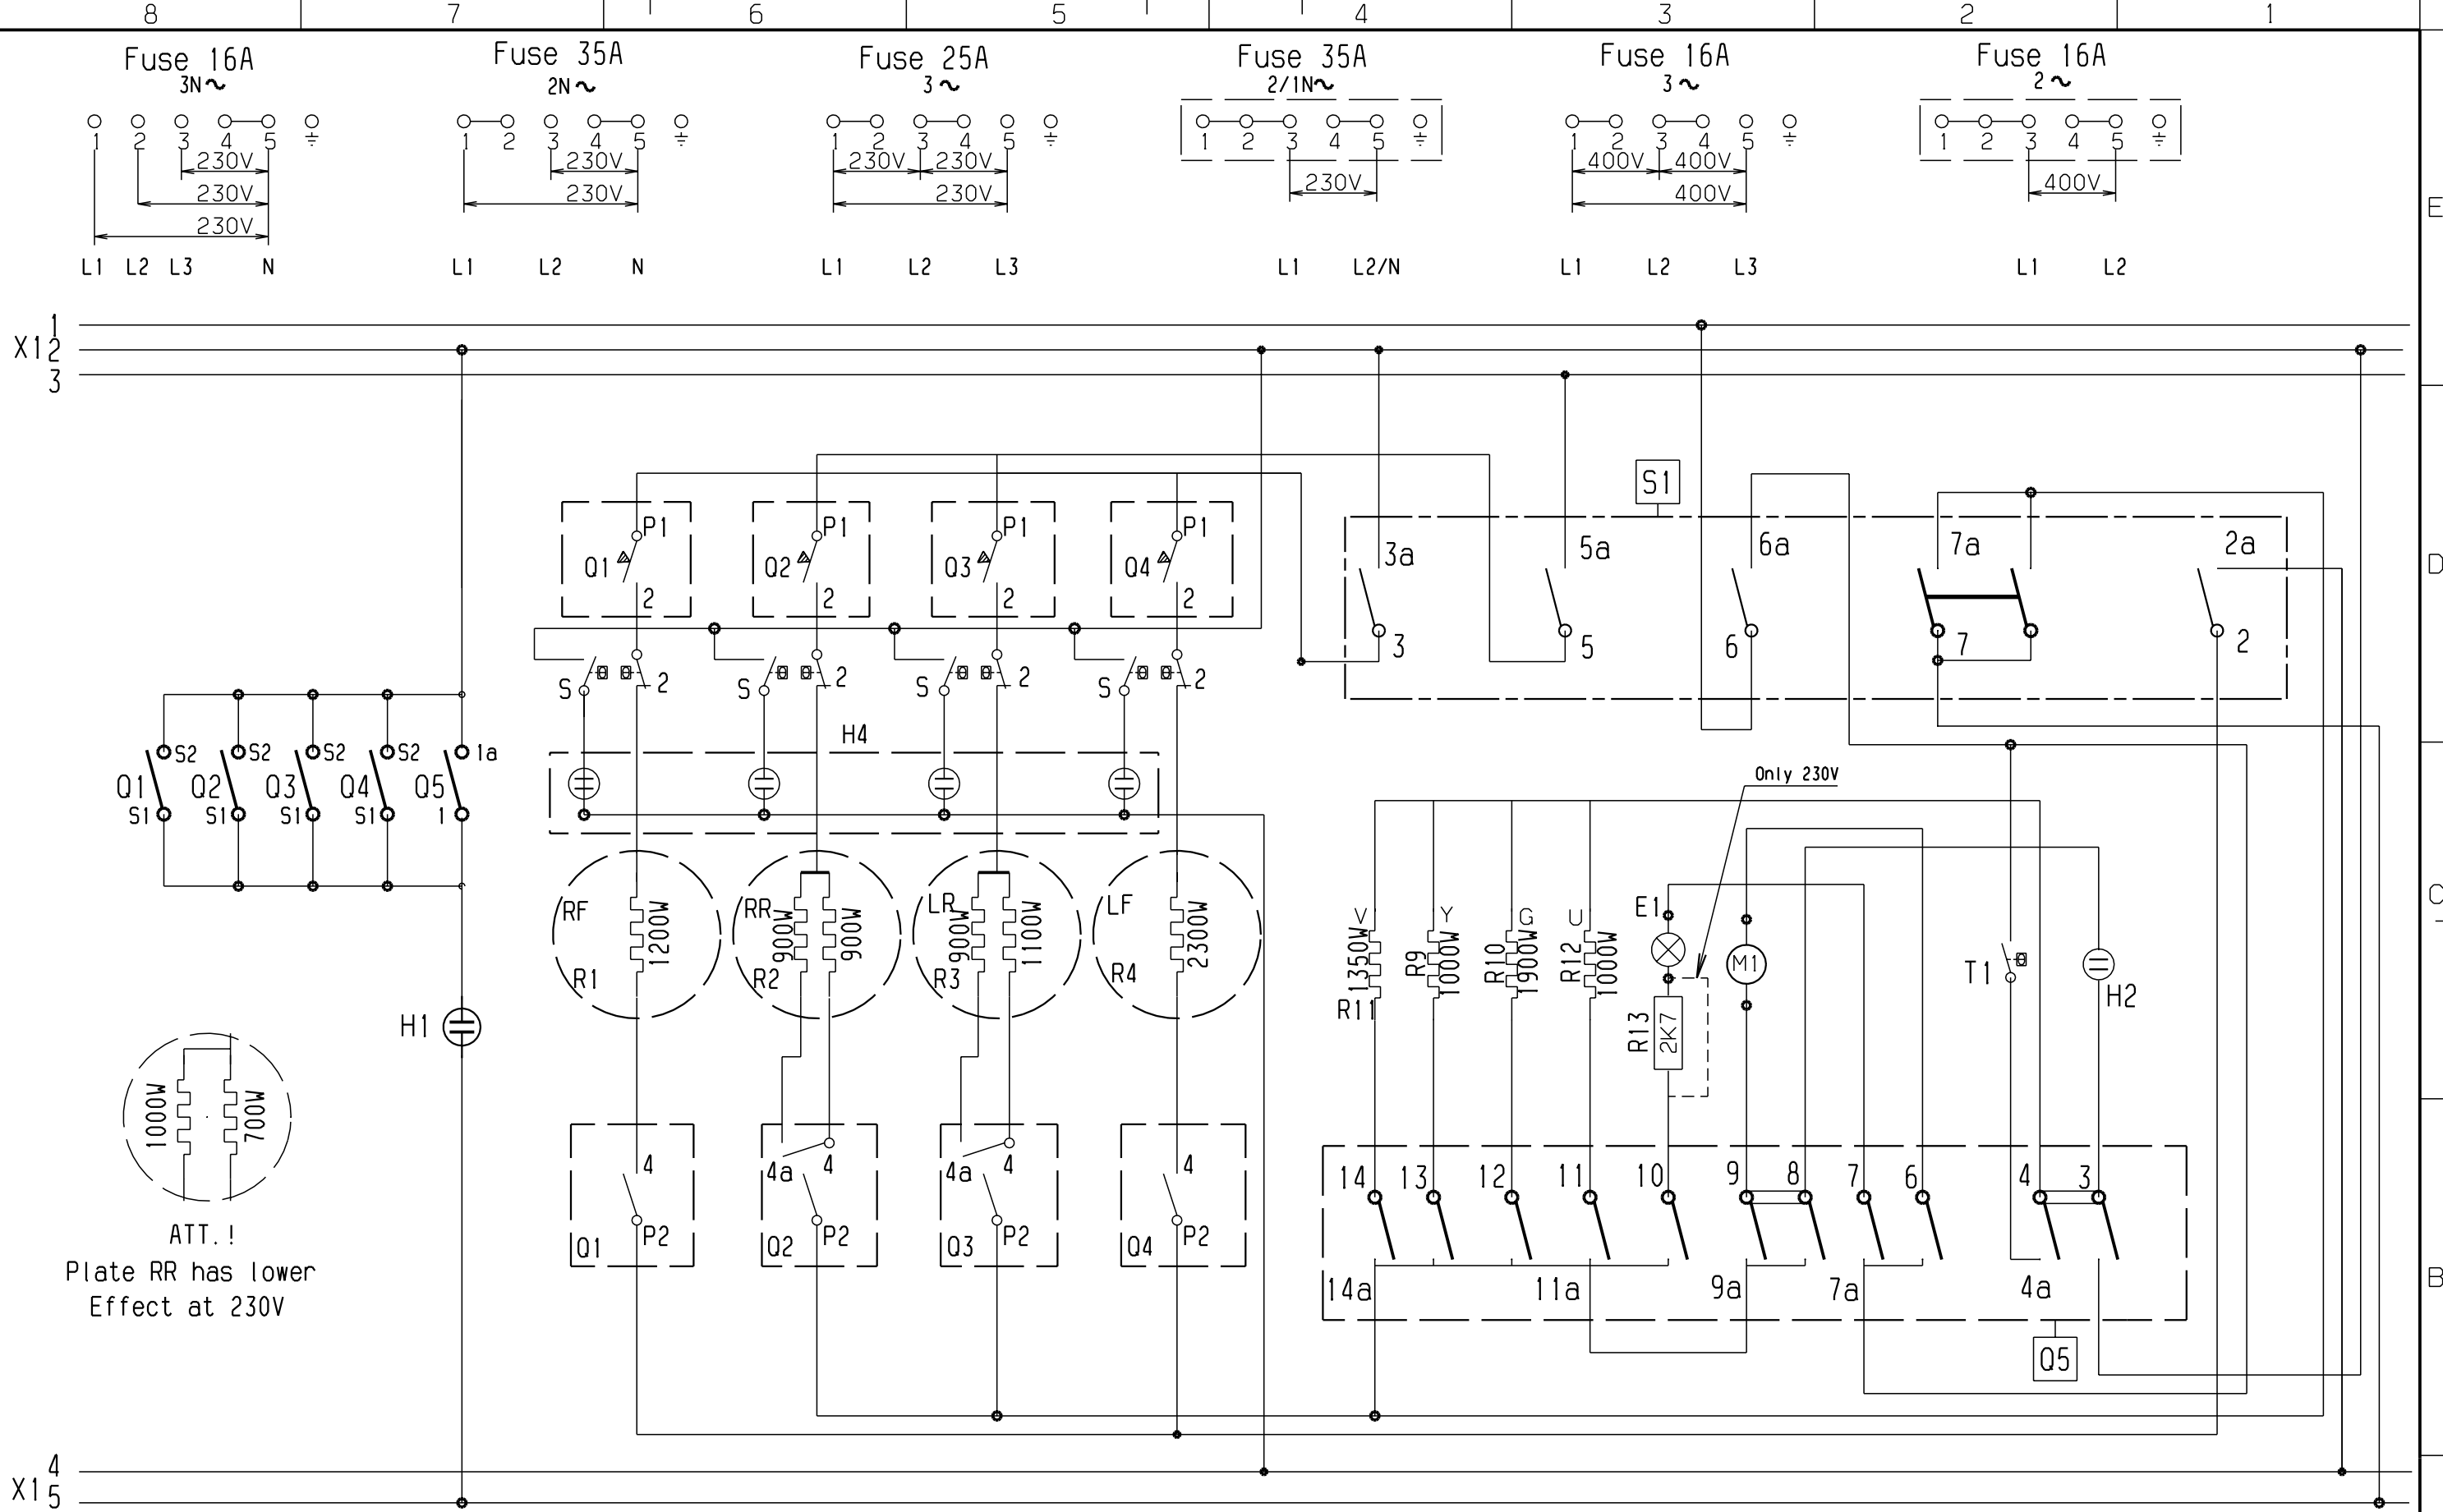 8 7 6 5 4 3 2 1
Fuse 16A Fuse 35A Fuse 25A Fuse 35A Fuse 16A Fuse 16A
3N~ 2N~ 3~ 2/1N~ 3~ 2~
1 2 3 4 5 1 2 3 4 5 1 2 3 4 5 1 2 3 4 5 1 2 3 4 5 1 2 3 4 5
230V 230V 230V 230V 400V 400V
230V 230V 230V 230V 400V 400V
230V
E
L1 L2 L3 N L1 L2 N L1 L2 L3 L1 L2/N L1 L2 L3 L1 L2
1
X1 2
3
S1
P1 P1 P1 P1
Q1 Q2 Q3 Q4
3a 5a 6a 7a 2a
D
2 2 2 2
3 5 6 7 2
S 2 S 2 S 2 S 2
H4
S2 S2 S2 S2 1a
Q1 Q2 Q3 Q4 Q5
S1 S1 S1 S1 1
Only 230V
C
RF RR LR LF
1200W 900W 900W 900W 1100W 2300W
R1 R2 R3 R4
V Y G U E1
1350W R9 1000W R10 1900W R12 1000W
R11
M1 T1 H2
R13 2K7
H1
1000W 700W
4 4a 4 4a 4 4
P2 P2 P2 P2
Q1 Q2 Q3 Q4
14 13 12 11 10 9 8 7 6 4 3
14a 11a 9a 7a 4a
B
Q5
ATT.!
Plate RR has lower
Effect at 230V
4
X1 5